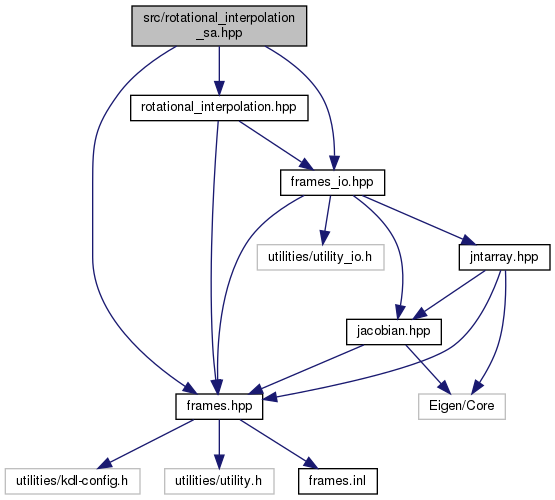 src/rotational_interpolation
_sa.hpp
rotational_interpolation.hpp
frames_io.hpp
utilities/utility_io.h
jntarray.hpp
jacobian.hpp
frames.hpp
Eigen/Core
utilities/kdl-config.h
utilities/utility.h
frames.inl